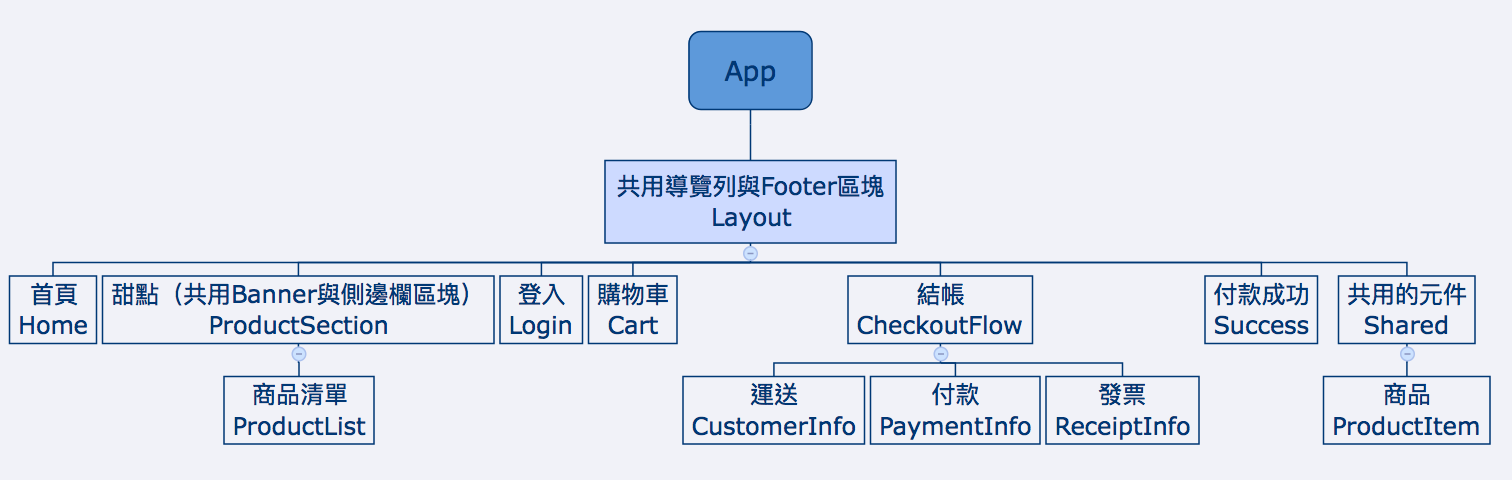 App
共用導覽列與Footer區塊
Layout
首頁
Home
甜點（共用Banner與側邊欄區塊）
ProductSection
登入
Login
購物車
Cart
結帳
CheckoutFlow
付款成功
Success
共用的元件
Shared
商品清單
ProductList
運送
CustomerInfo
付款
PaymentInfo
發票
ReceiptInfo
商品
ProductItem